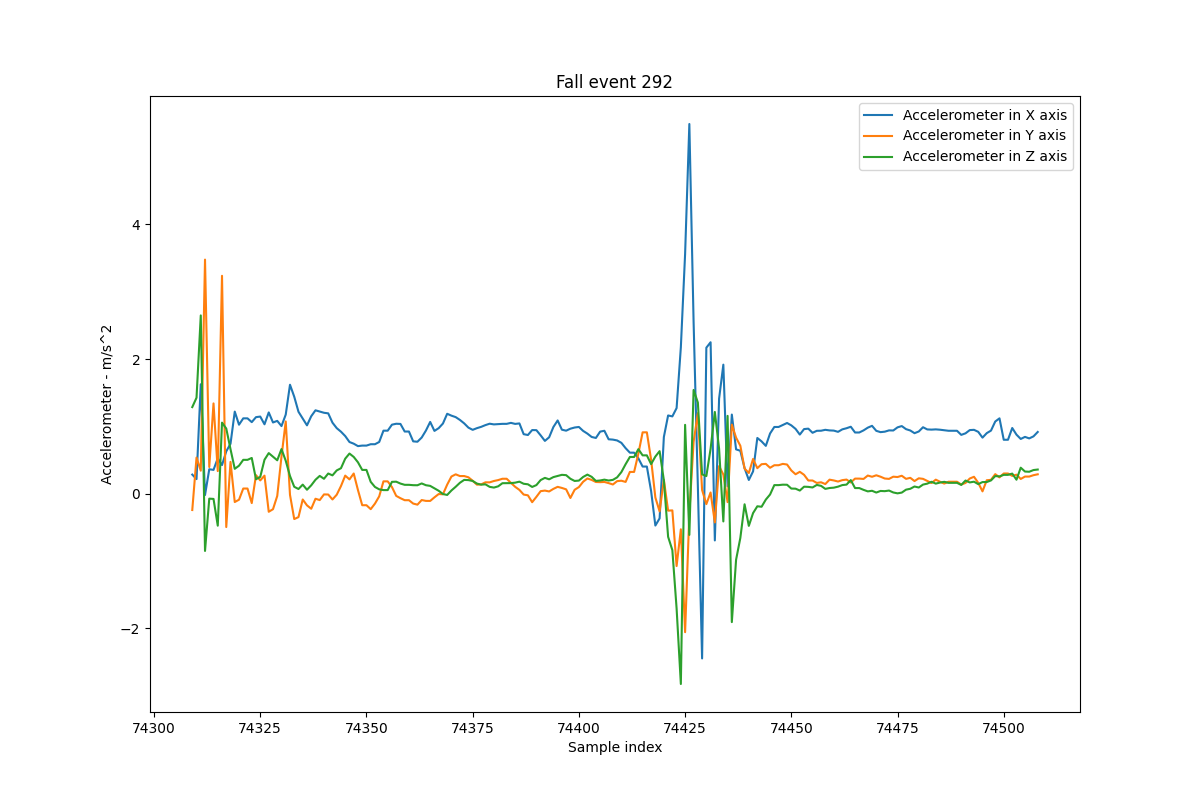 Fall event 292
Accelerometer in X axis
Accelerometer in Y axis
Accelerometer in Z axis
Accelerometer - m/s^2
4
2
0
−2
74300 74325 74350 74375 74400 74425 74450 74475 74500
Sample index